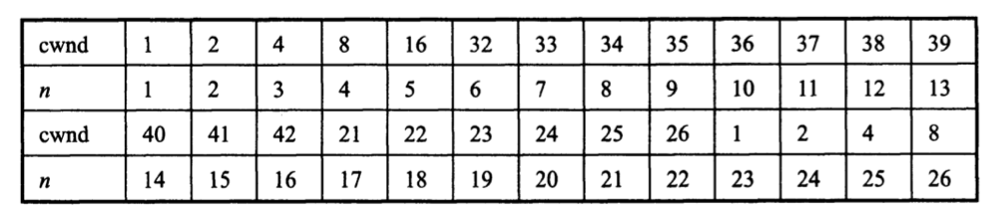 cwnd 1 2 4 8 16 32 33 34 35 36 37 38 39
n 1 2 3 4 5 6 7 8 9 10 11 12 13
cwnd 40 41 42 21 22 23 24 25 26 1 2 4 8
n 14 15 16 17 18 19 20 21 22 23 24 25 26